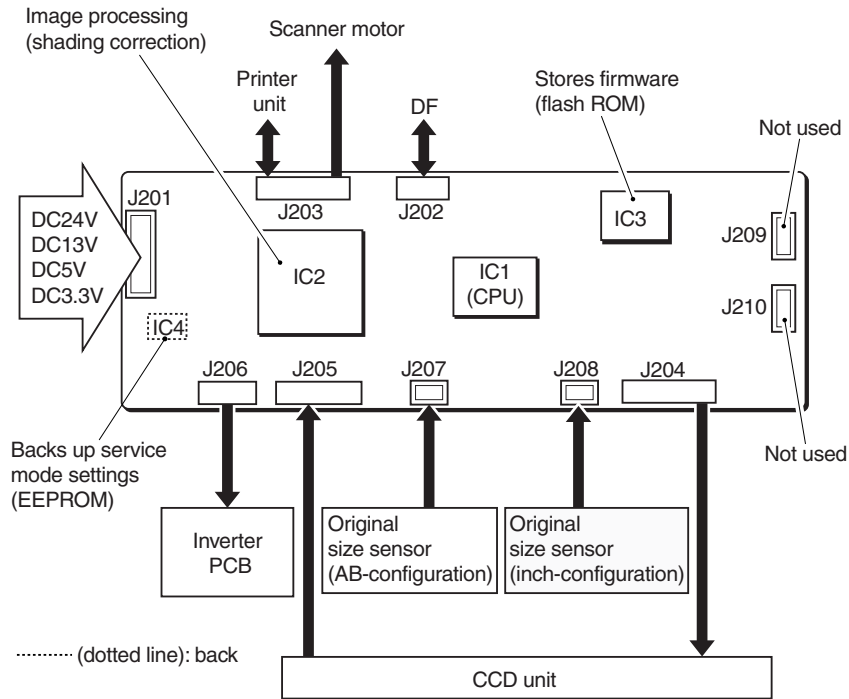 Image processing
(shading correction)
Scanner motor
Printer
unit
DF
Stores firmware
(flash ROM)
Not used
J201
J203
J202
DC24V
DC13V
DC5V
DC3.3V
IC2
IC1
(CPU)
IC3
J209
J210
IC4
J206
J205
J207
J208
J204
Backs up service
mode settings
(EEPROM)
Not used
Inverter
PCB
Original
size sensor
(AB-configuration)
Original
size sensor
(inch-configuration)
(dotted line): back
CCD unit